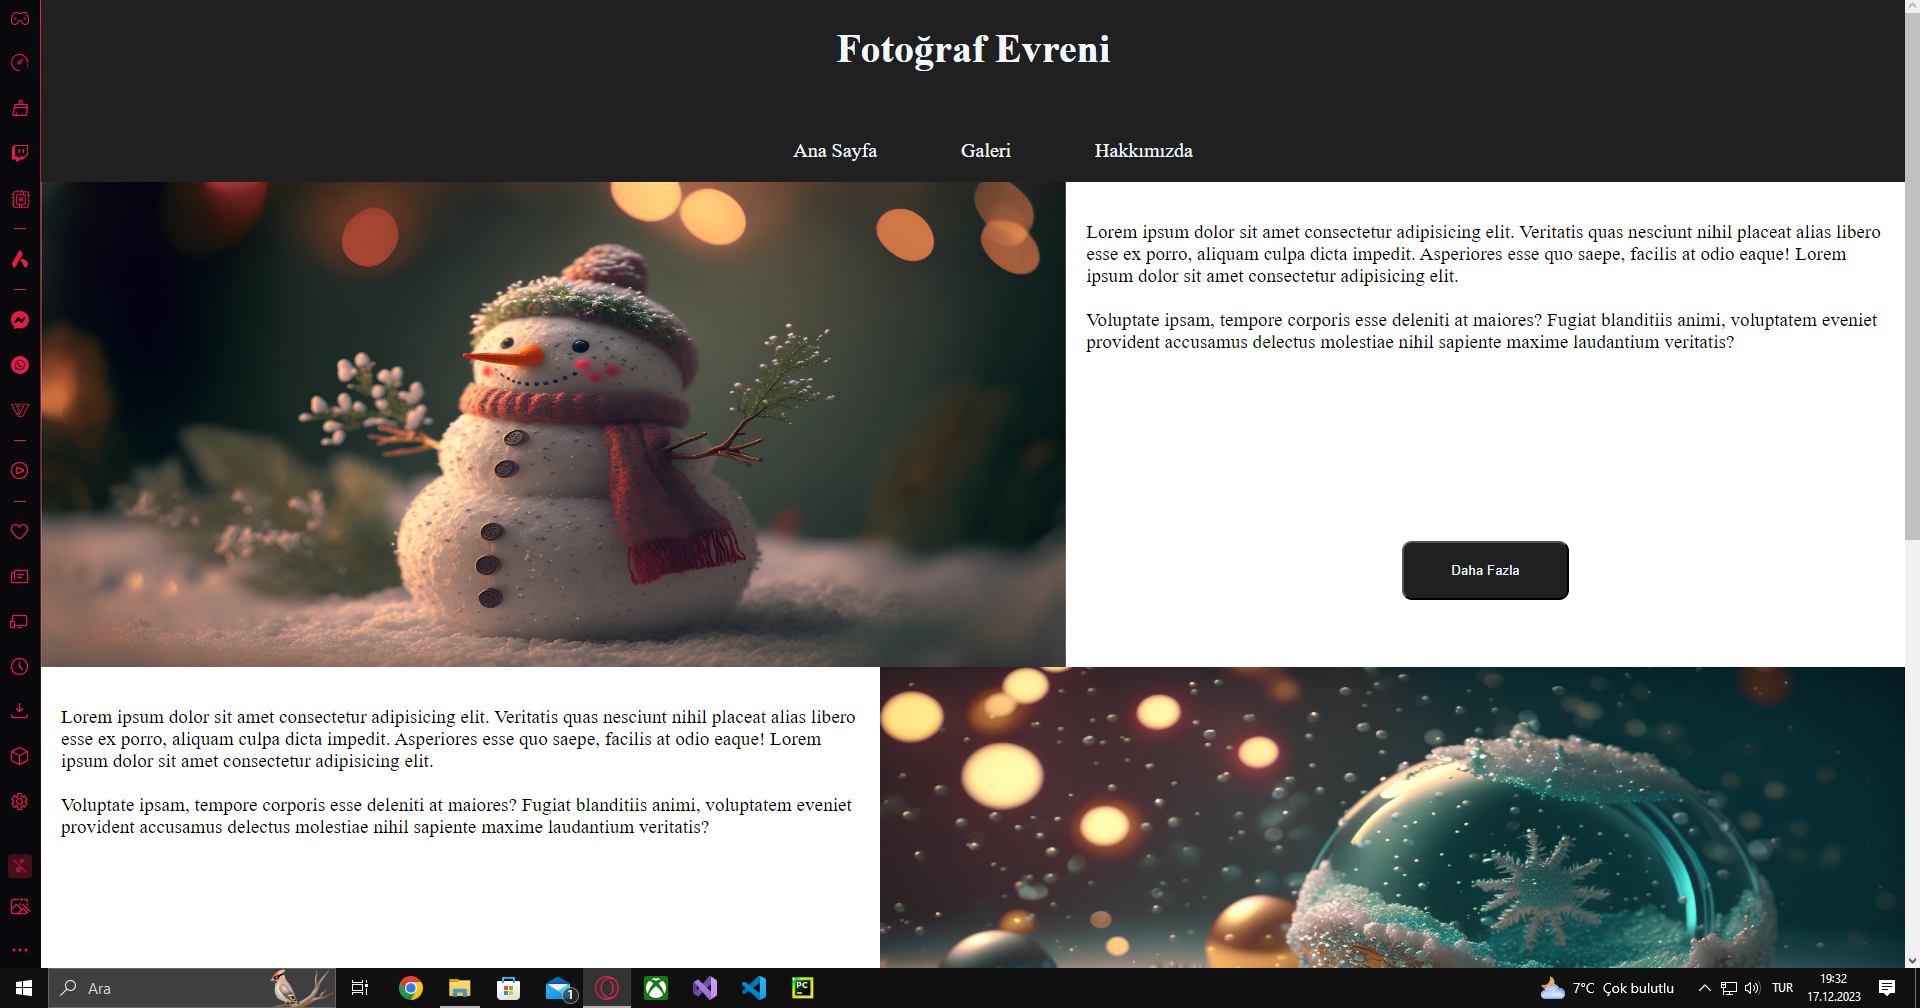 Fotoğraf Evreni
Ana Sayfa Galeri Hakkımızda
Lorem ipsum dolor sit amet consectetur adipisicing elit. Veritatis quas nesciunt nihil placeat alias libero
esse ex porro, aliquam culpa dicta impedit. Asperiores esse quo saepe, facilis at odio eaque! Lorem
ipsum dolor sit amet consectetur adipisicing elit.
Voluptate ipsam, tempore corporis esse deleniti at maiores? Fugiat blanditiis animi, voluptatem eveniet
provident accusamus delectus molestiae nihil sapiente maxime laudantium veritatis?
Daha Fazla
Lorem ipsum dolor sit amet consectetur adipisicing elit. Veritatis quas nesciunt nihil placeat alias libero
esse ex porro, aliquam culpa dicta impedit. Asperiores esse quo saepe, facilis at odio eaque! Lorem
ipsum dolor sit amet consectetur adipisicing elit.
Voluptate ipsam, tempore corporis esse deleniti at maiores? Fugiat blanditiis animi, voluptatem eveniet
provident accusamus delectus molestiae nihil sapiente maxime laudantium veritatis?
Ara
1
PC
7°C Çok bulutlu
TUR
19:32
17.12.2023